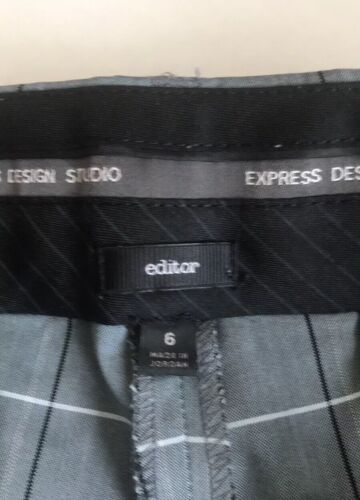 DESIGN STUDIO
EXPRESS DES
editor
6
MADE IN
JORDAN